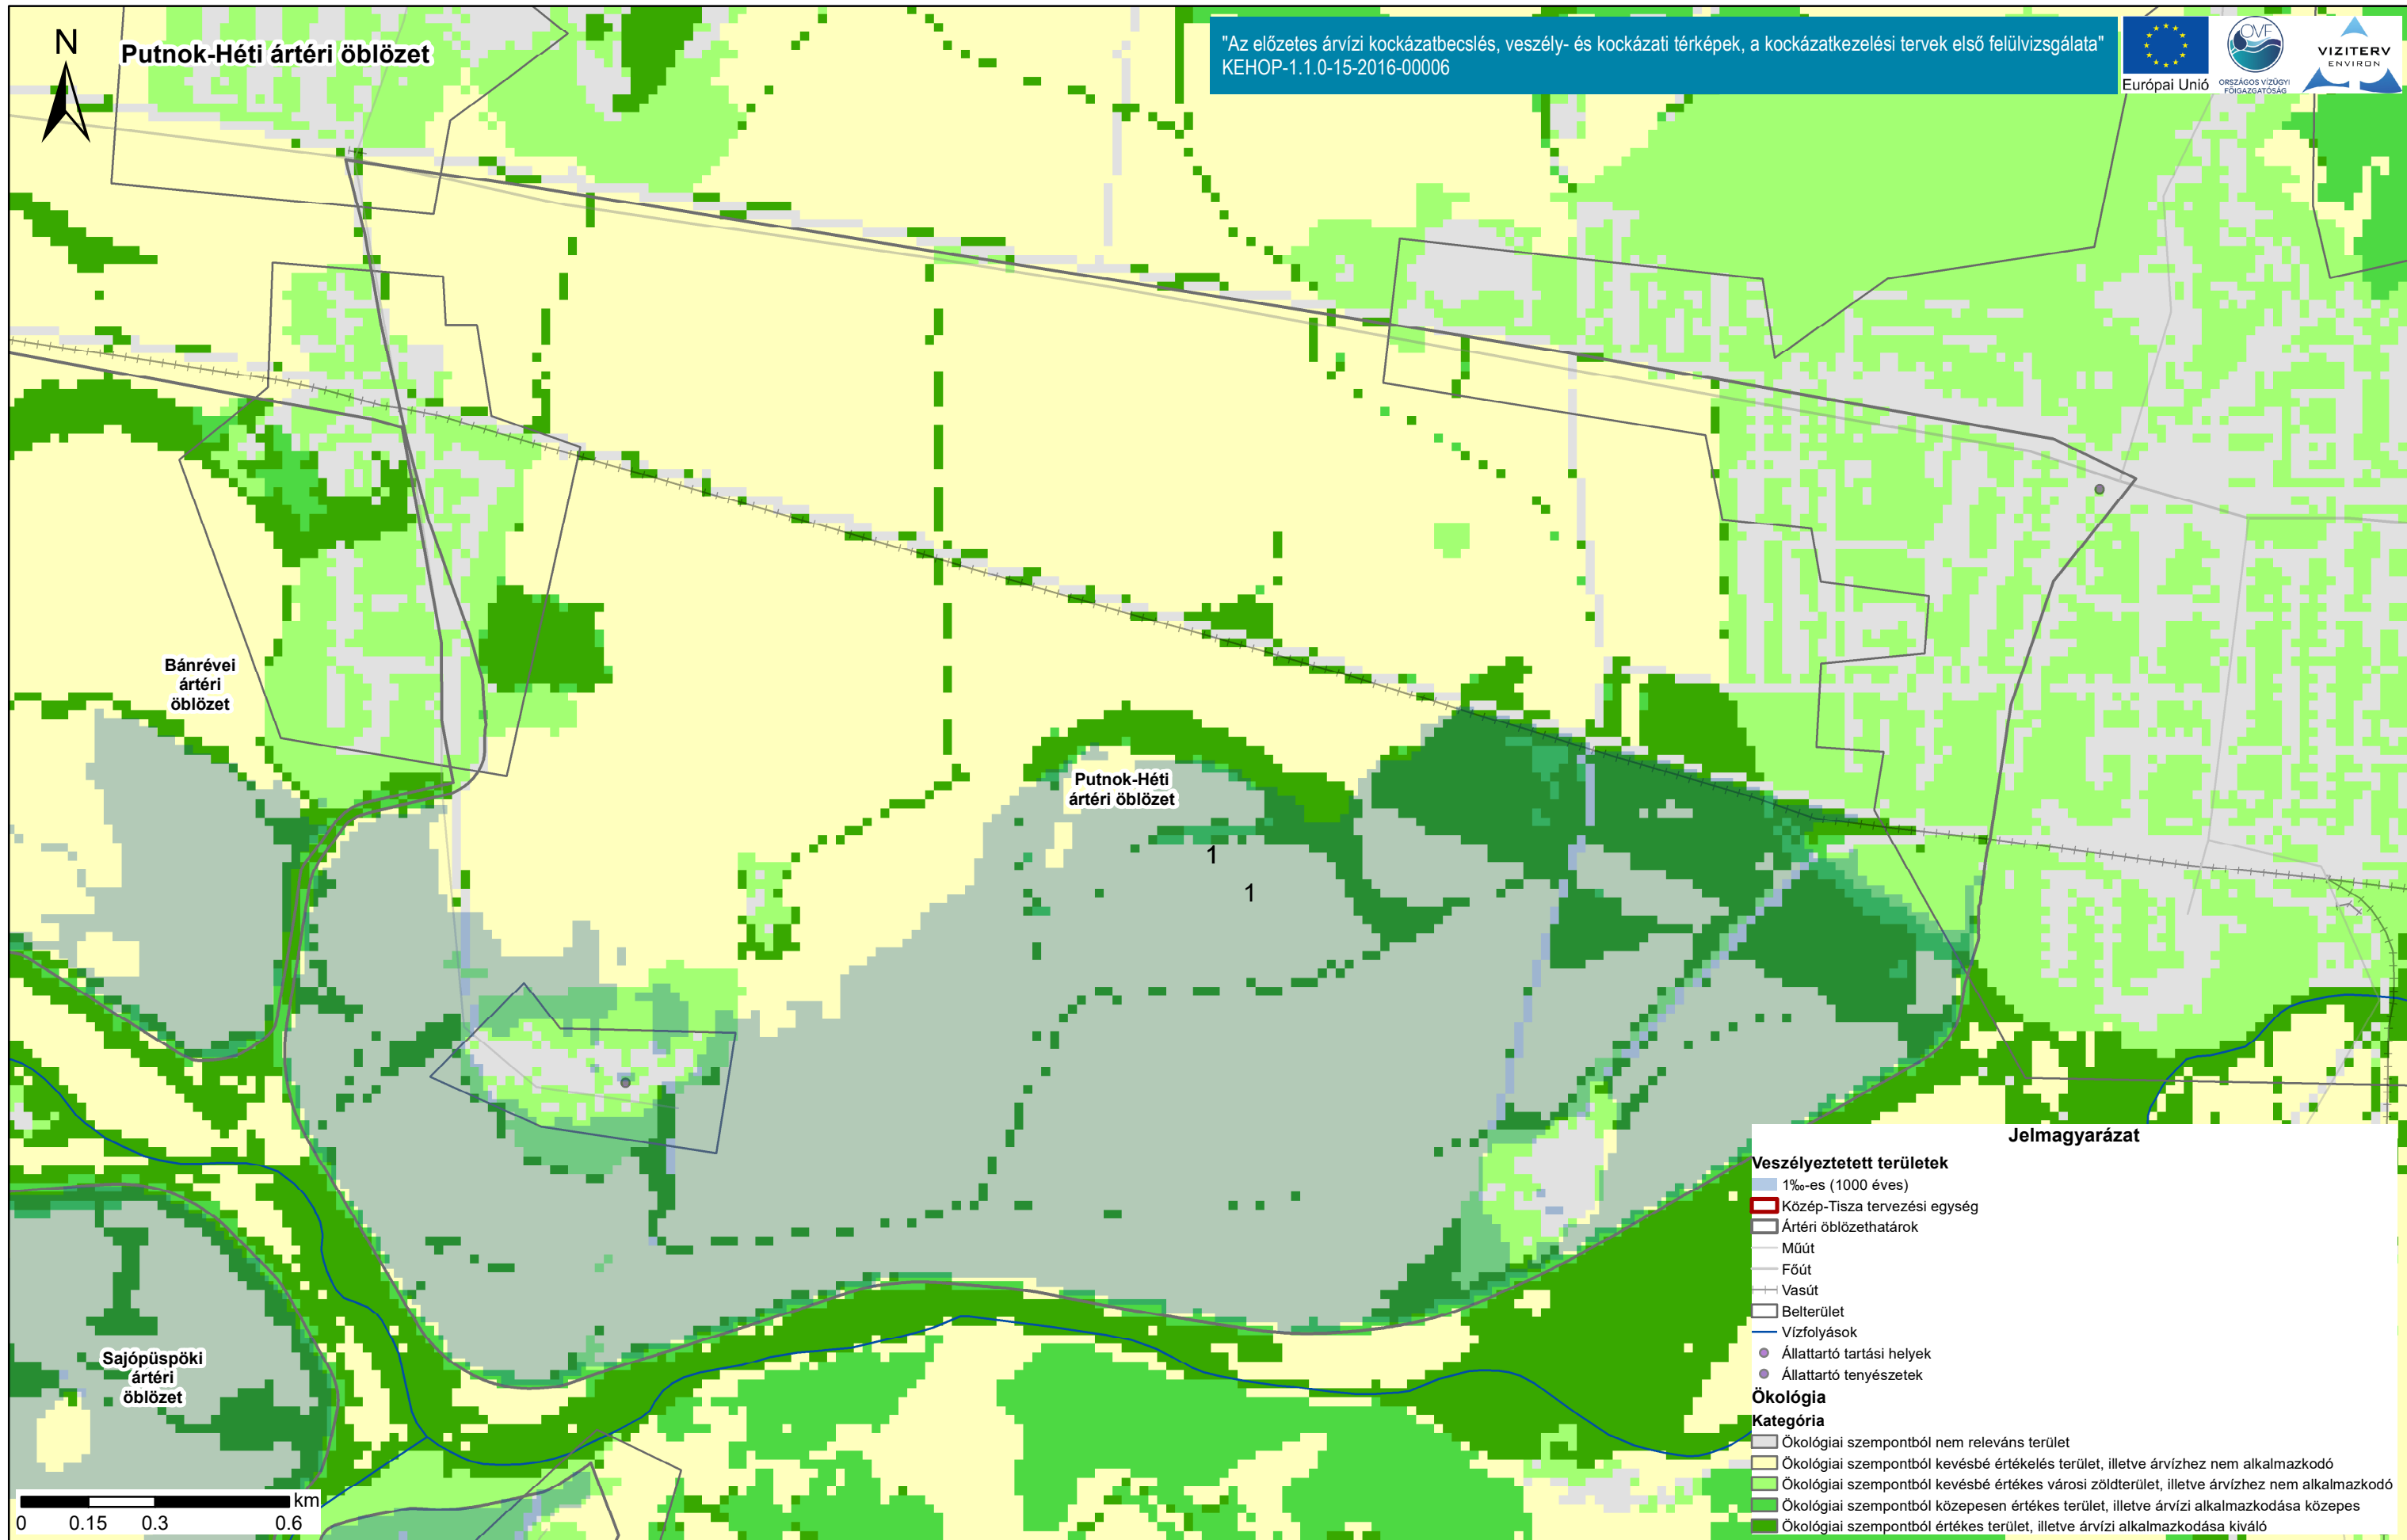 N
Putnok-Héti ártéri öblözet
"Az előzetes árvízi kockázatbecslés, veszély- és kockázati térképek, a kockázatkezelési tervek első felülvizsgálata"
KEHOP-1.1.0-15-2016-00006
Európai Unió
OVF
ORSZÁGOS VÍZÜGYI
FŐIGAZGATÓSÁG
VIZITERV
ENVIRON
Bánrévei
ártéri
öblözet
Putnok-Héti
ártéri öblözet
1
1
Sajópüspöki
ártéri
öblözet
km
0 0.15 0.3 0.6
Jelmagyarázat
Veszélyeztetett területek
1‰-es (1000 éves)
Közép-Tisza tervezési egység
Ártéri öblözethatárok
Műút
Főút
Vasút
Belterület
Vízfolyások
Állattartó tartási helyek
Állattartó tenyészetek
Ökológia
Kategória
Ökológiai szempontból nem releváns terület
Ökológiai szempontból kevésbé értékelés terület, illetve árvízhez nem alkalmazkodó
Ökológiai szempontból kevésbé értékes városi zöldterület, illetve árvízhez nem alkalmazkodó
Ökológiai szempontból közepesen értékes terület, illetve árvízi alkalmazkodása közepes
Ökológiai szempontból értékes terület, illetve árvízi alkalmazkodása kiváló